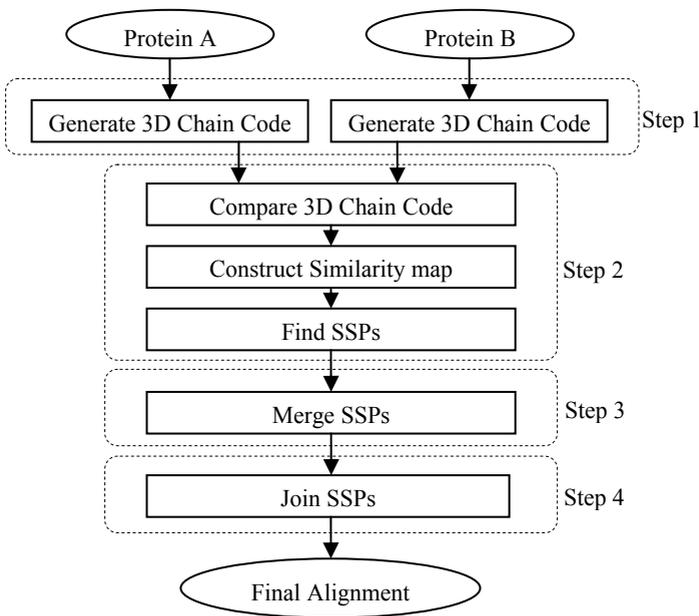 Protein A
Protein B
Generate 3D Chain Code
Generate 3D Chain Code
Step 1
Compare 3D Chain Code
Construct Similarity map
Step 2
Find SSPs
Merge SSPs
Step 3
Join SSPs
Step 4
Final Alignment